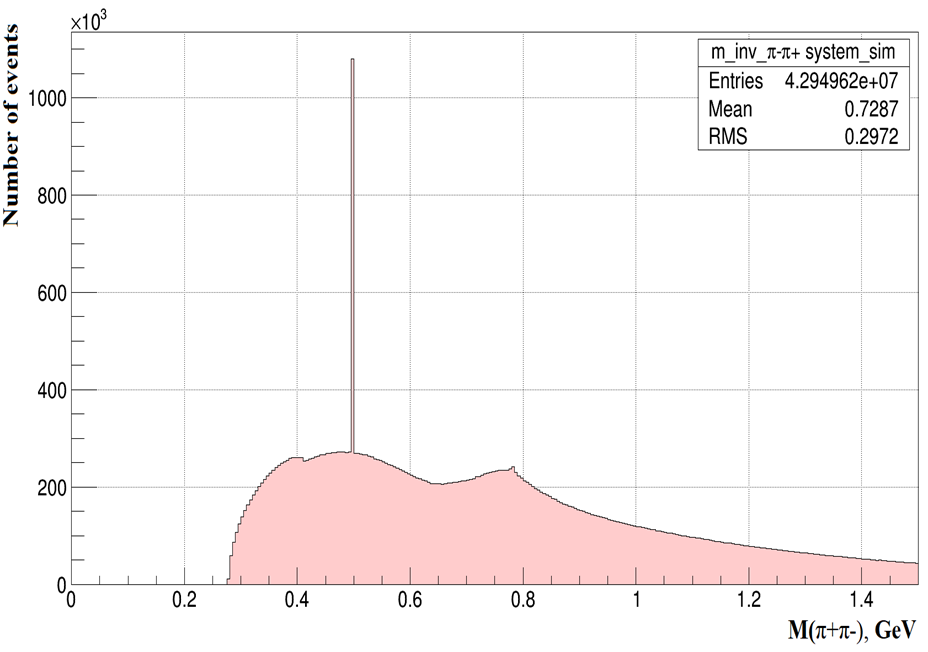 ×10³
Number of events
m_inv_π-π+ system_sim
Entries 4.294962e+07
Mean 0.7287
RMS 0.2972
1000
800
600
400
200
0
0 0.2 0.4 0.6 0.8 1 1.2 1.4
M(π+π-), GeV